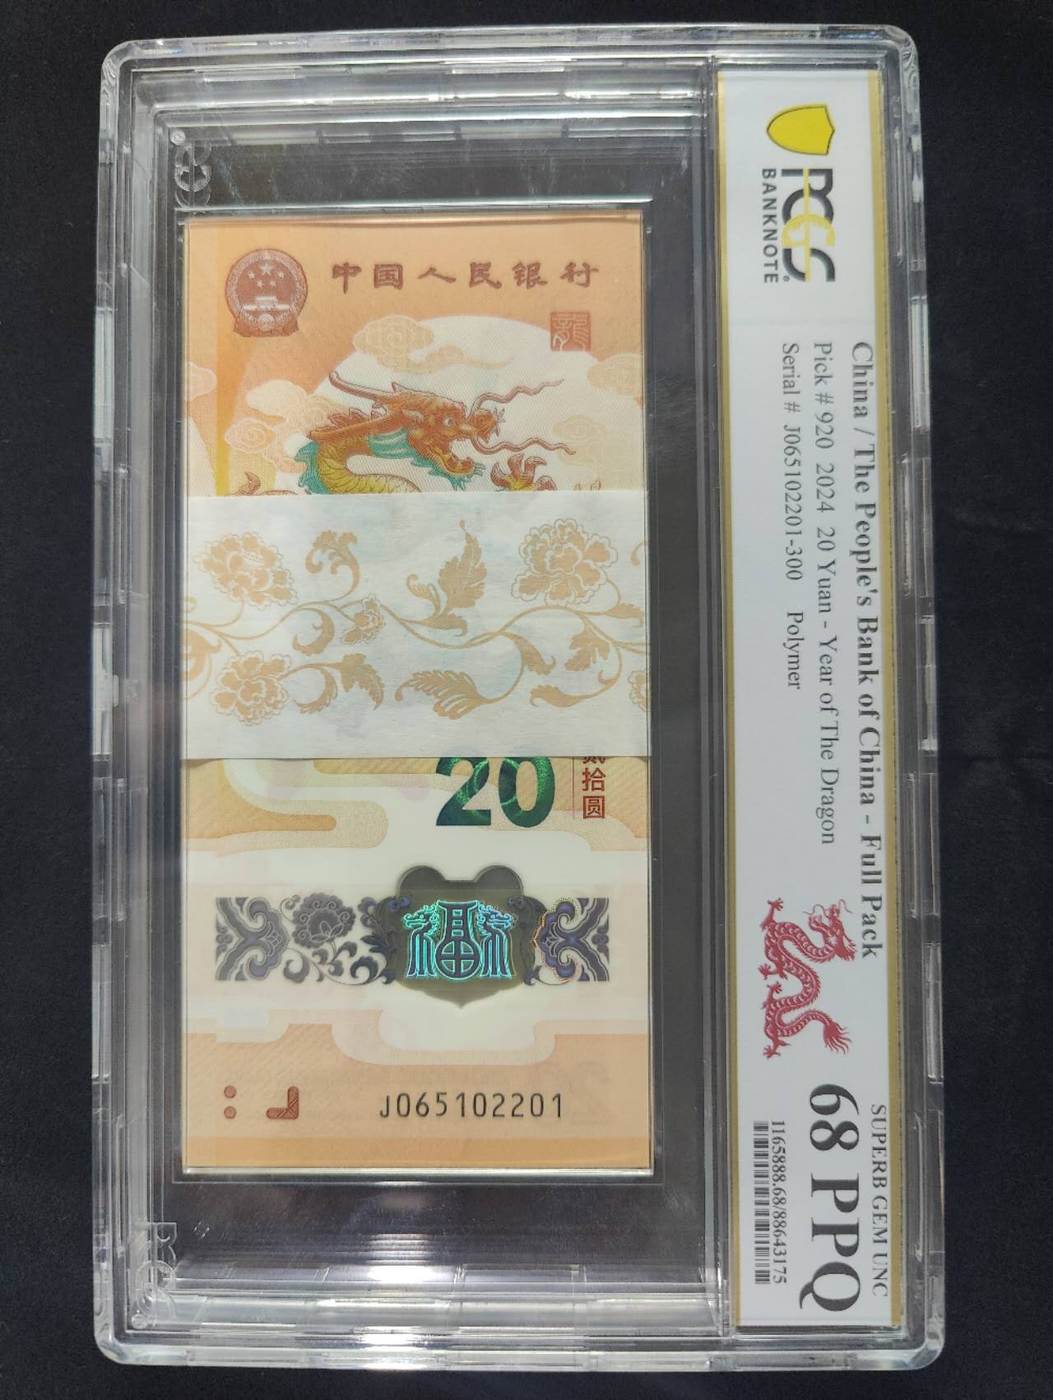 中国人民银行
龍
20
拾圆
J065102201
PCGS
BANKNOTE
China / The People's Bank of China - Full Pack
Pick # 920 2024 20 Yuan - Year of The Dragon
Serial # J065102201-300 Polymer
SUPERB GEM UNC
68 PPQ
1165888.68/88643175